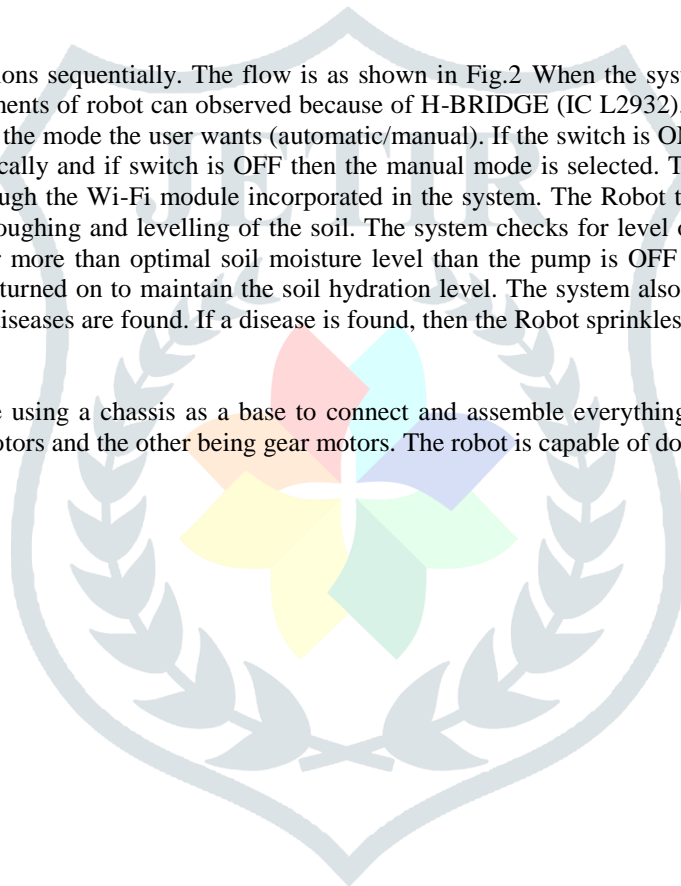 ions sequentially. The flow is as shown in Fig.2 When the syst
nents of robot can observed because of H-BRIDGE (IC L2932).
the mode the user wants (automatic/manual). If the switch is ON
cally and if switch is OFF then the manual mode is selected. T
ough the Wi-Fi module incorporated in the system. The Robot t
oughing and levelling of the soil. The system checks for level o
r more than optimal soil moisture level than the pump is OFF
turned on to maintain the soil hydration level. The system also
diseases are found. If a disease is found, then the Robot sprinkles
e using a chassis as a base to connect and assemble everything
otors and the other being gear motors. The robot is capable of do
JETIR